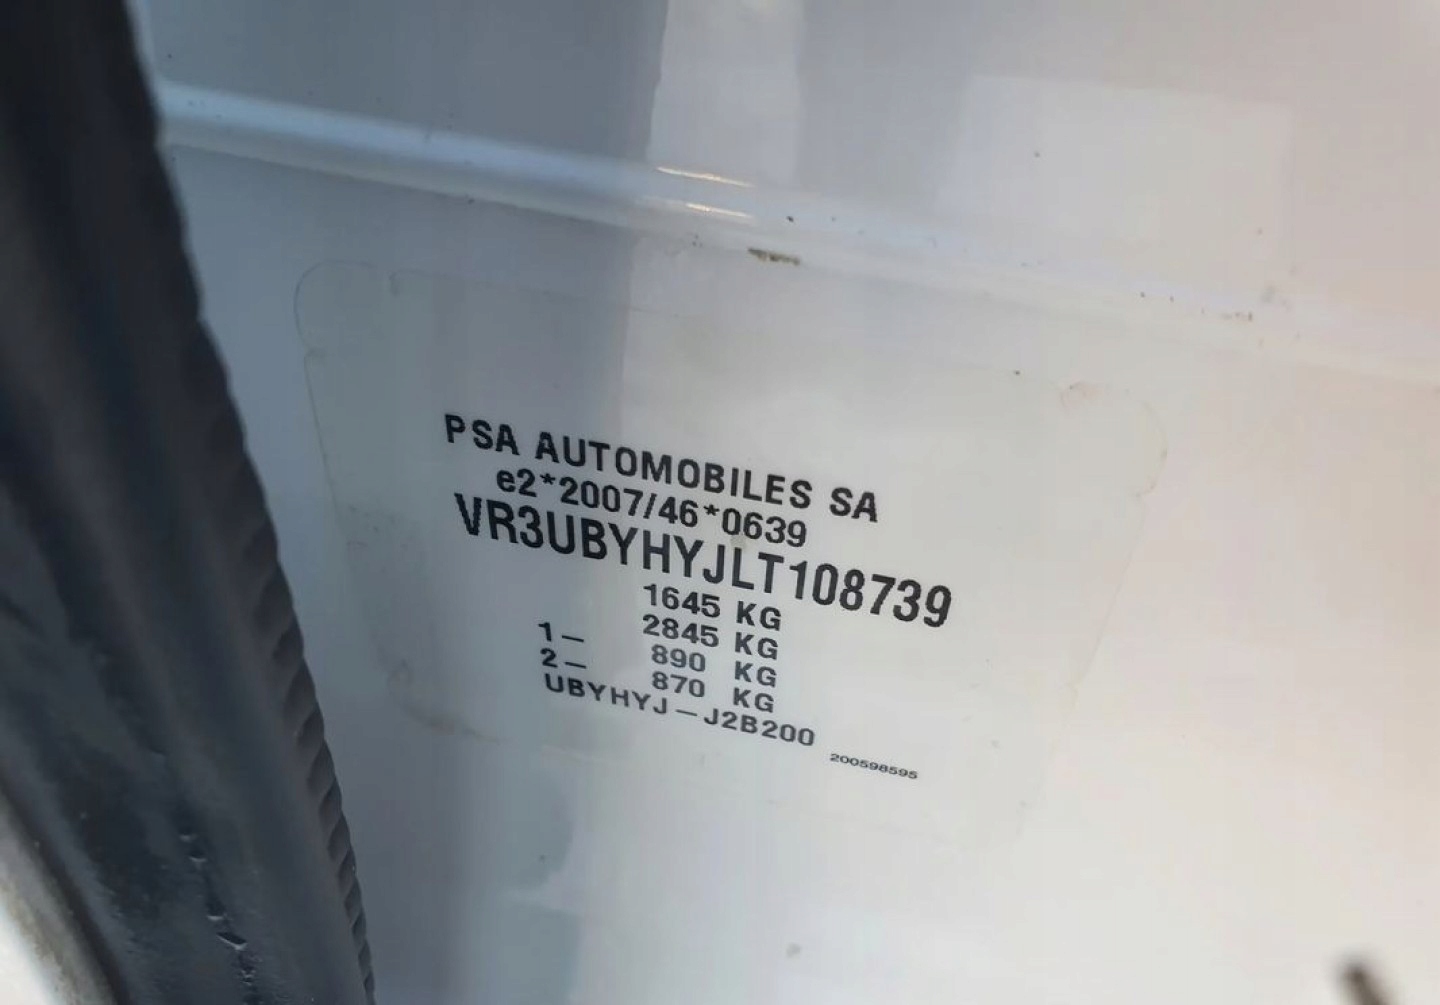 PSA AUTOMOBILES SA
e2*2007/46*0639
VR3UBYHYJLT108739
1645 KG
2845 KG
1– 890 KG
2– 870 KG
UBYHYJ–J2B200
200598595